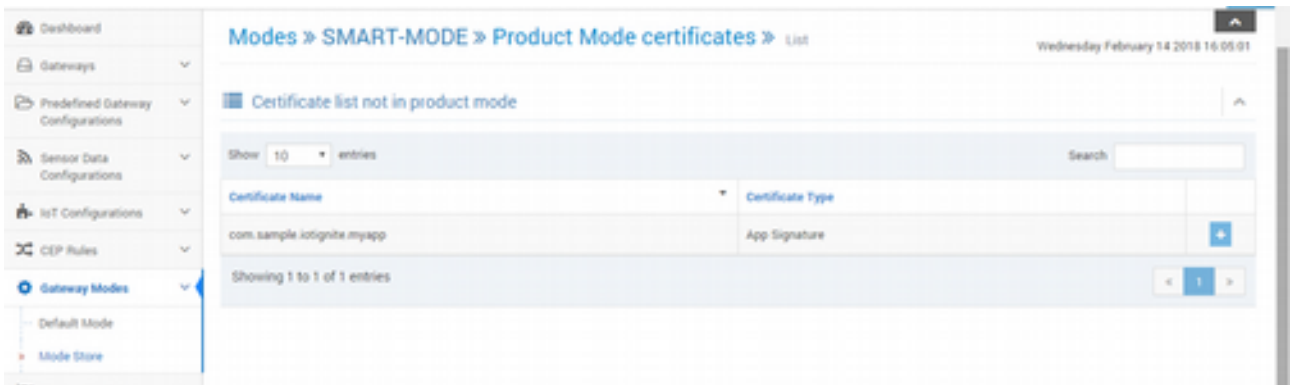 Dashboard
Gateways
Predefined Gateway
Configurations
Sensor Data
Configurations
IoT Configurations
CEP Rules
Gateway Modes
Default Mode
Mode Store
Modes » SMART-MODE » Product Mode certificates » List
Wednesday February 14 2018 16:05:01
Certificate list not in product mode
Show 10 entries
Search
Certificate Name
Certificate Type
com.sample.iotignite.myapp
App Signature
+
Showing 1 to 1 of 1 entries
« 1 »